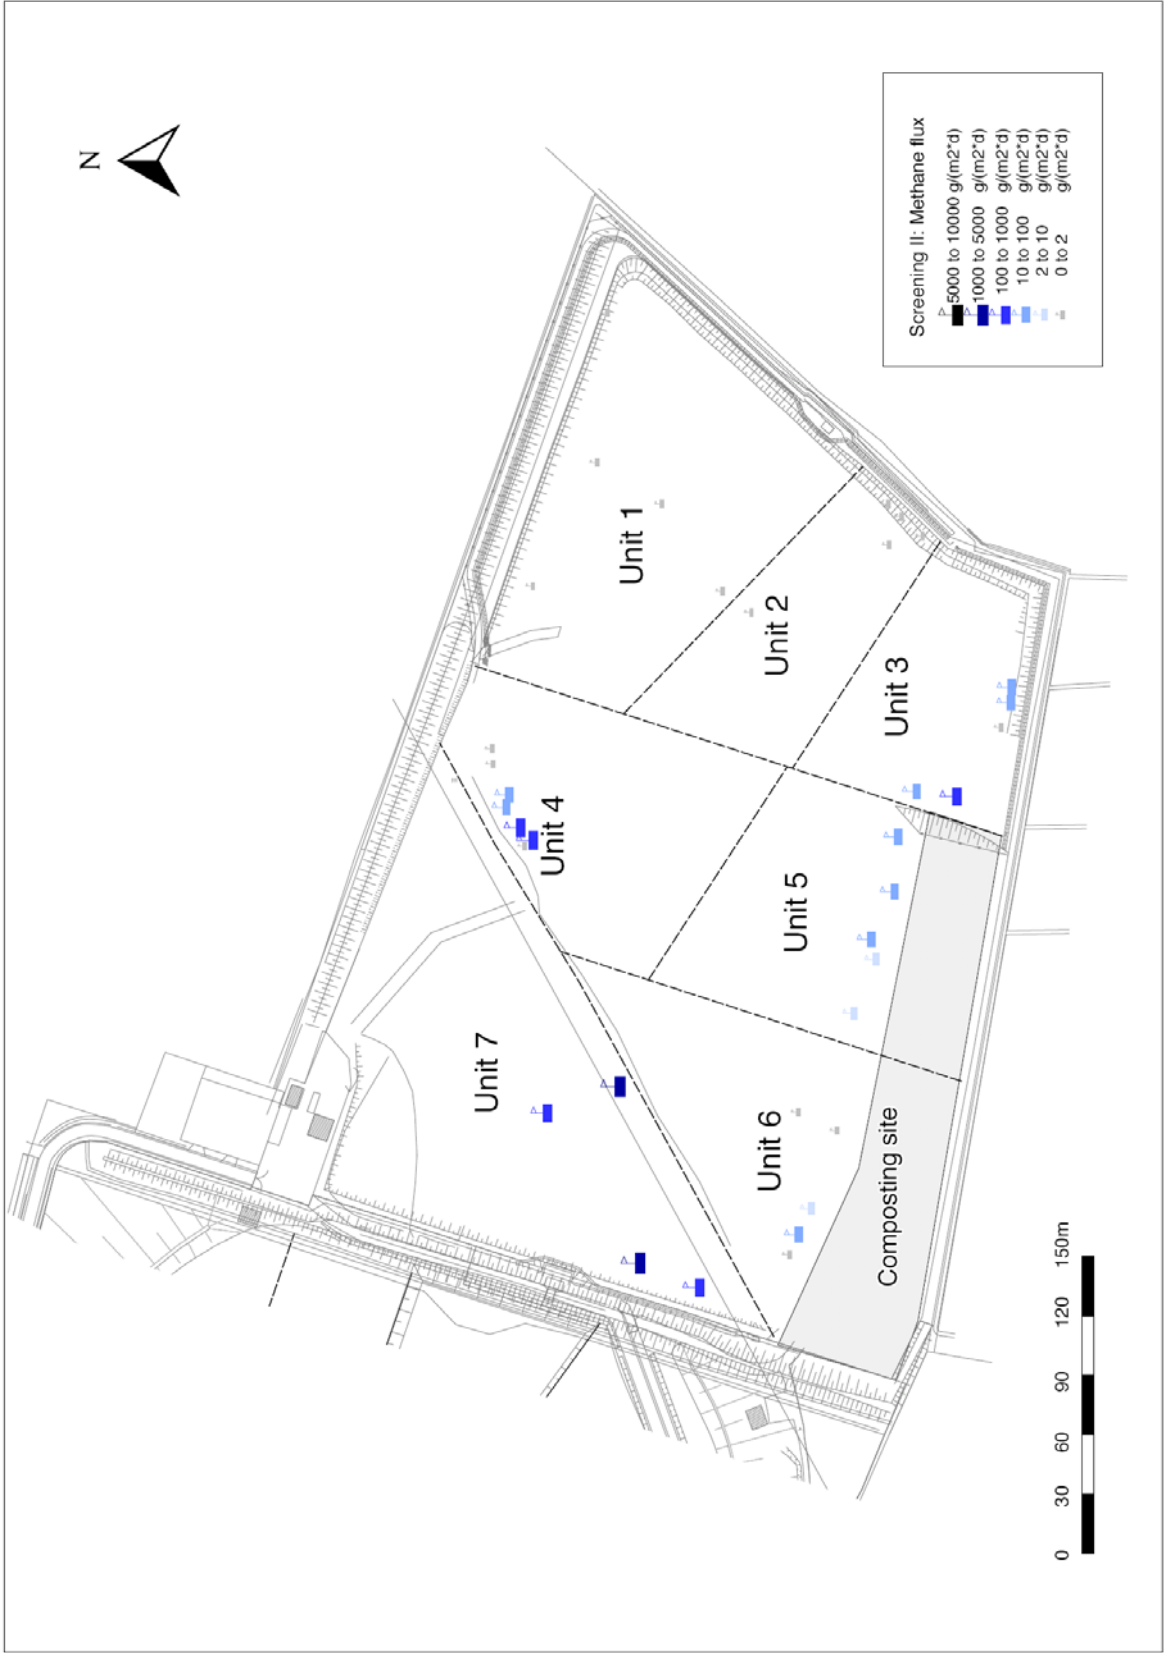 N
Screening II: Methane flux
5000 to 10000 g/(m2*d)
1000 to 5000 g/(m2*d)
100 to 1000 g/(m2*d)
10 to 100 g/(m2*d)
2 to 10 g/(m2*d)
0 to 2 g/(m2*d)
Unit 1
Unit 2
Unit 3
Unit 4
Unit 5
Unit 6
Unit 7
Composting site
0 30 60 90 120 150m